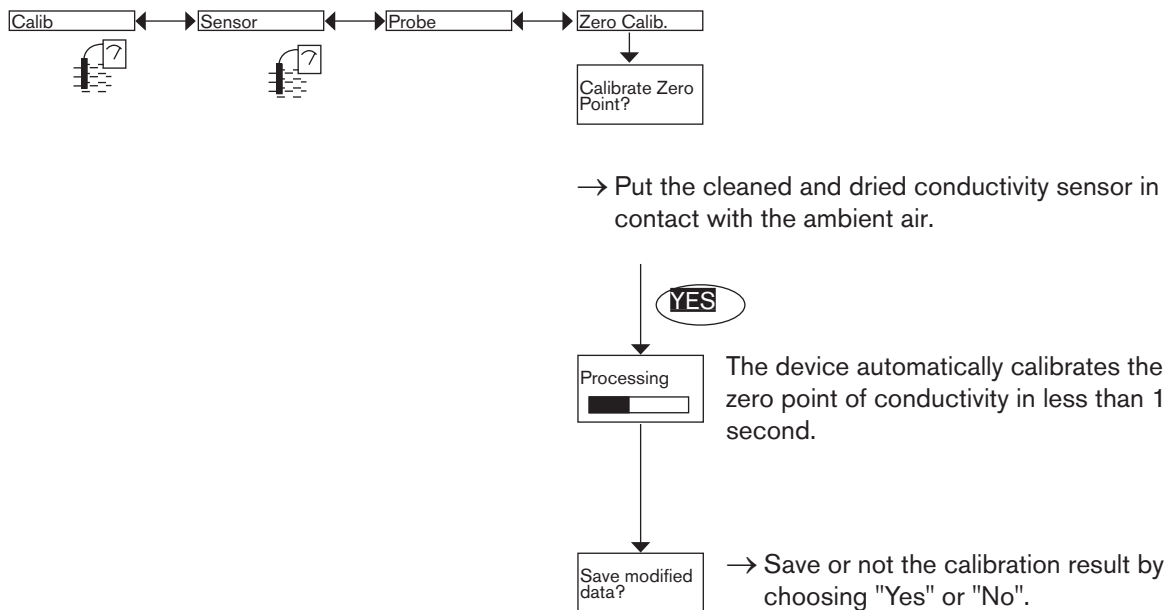 Calib
Sensor
Probe
Zero Calib.
Calibrate Zero
Point?
→ Put the cleaned and dried conductivity sensor in
contact with the ambient air.
YES
Processing
The device automatically calibrates the
zero point of conductivity in less than 1
second.
Save modified
data?
→ Save or not the calibration result by
choosing "Yes" or "No".